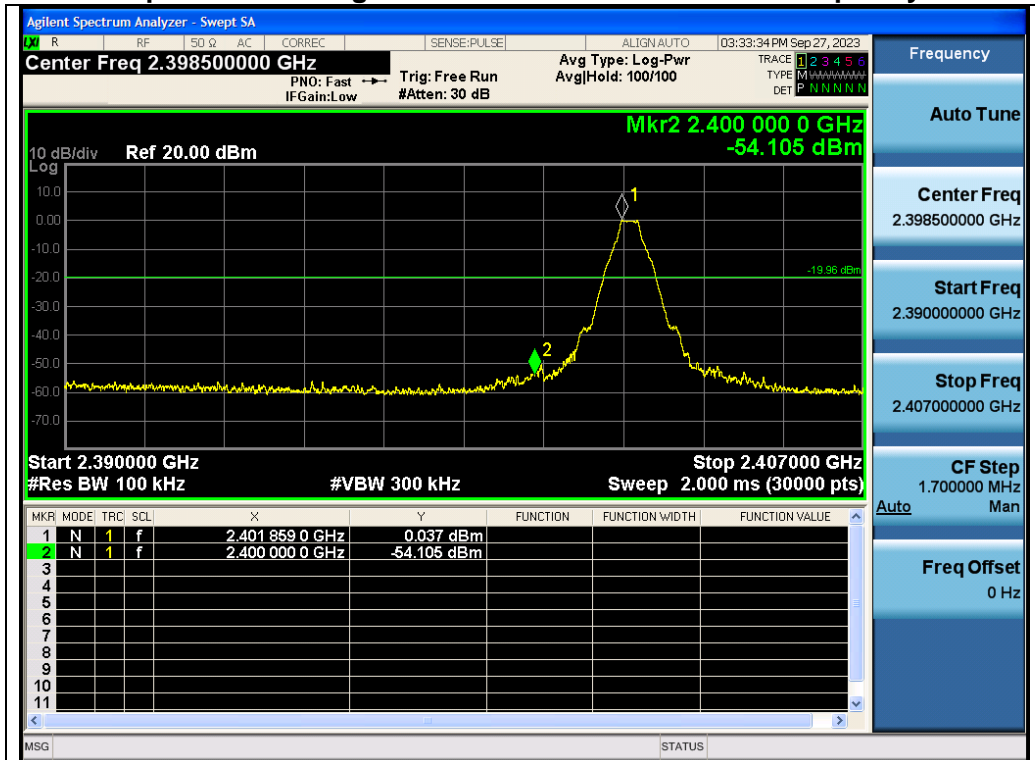 Agilent Spectrum Analyzer - Swept SA
LXI R RF 50 Ω AC CORREC SENSE:PULSE ALIGN AUTO 03:33:34 PM Sep 27, 2023
Center Freq 2.398500000 GHz
PNO: Fast
IFGain:Low
Trig: Free Run
#Atten: 30 dB
Avg Type: Log-Pwr
Avg|Hold: 100/100
TRACE 1 2 3 4 5 6
TYPE M WWWWW
DET P N N N N N
Mkr2 2.400 000 0 GHz
-54.105 dBm
10 dB/div Ref 20.00 dBm
Log
10.0
0.00
-10.0
-20.0
-30.0
-40.0
-50.0
-60.0
-70.0
1
-19.96 dBm
2
Start 2.390000 GHz Stop 2.407000 GHz
#Res BW 100 kHz #VBW 300 kHz Sweep 2.000 ms (30000 pts)
MKR MODE TRC SCL X Y FUNCTION FUNCTION WIDTH FUNCTION VALUE
1 N 1 f 2.401 859 0 GHz 0.037 dBm
2 N 1 f 2.400 000 0 GHz -54.105 dBm
3
4
5
6
7
8
9
10
11
MSG STATUS
Frequency
Auto Tune
Center Freq
2.398500000 GHz
Start Freq
2.390000000 GHz
Stop Freq
2.407000000 GHz
CF Step
1.700000 MHz
Auto Man
Freq Offset
0 Hz